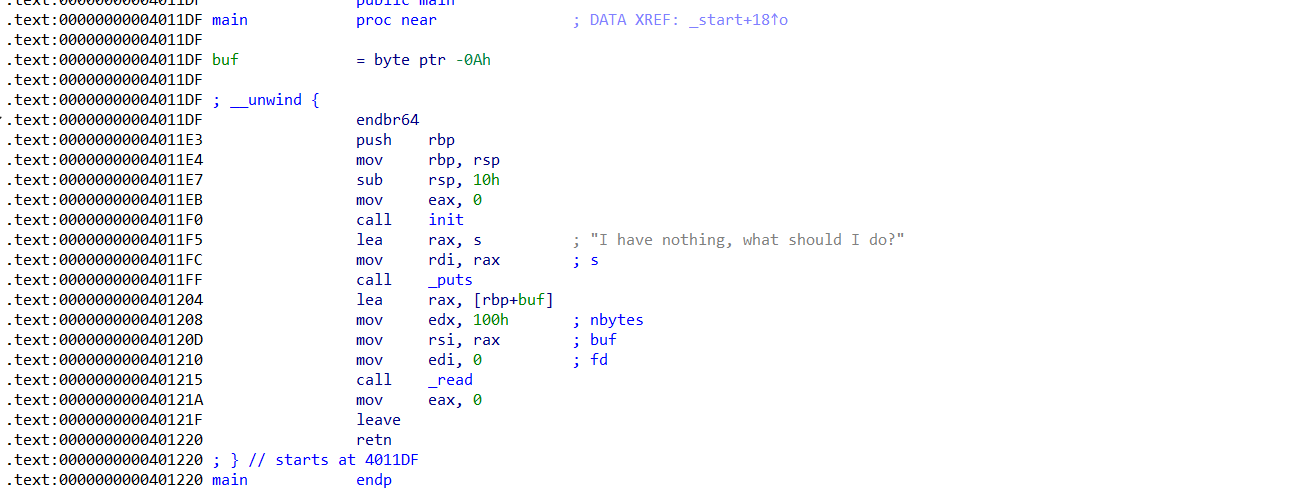 .text:00000000004011DF public main
.text:00000000004011DF main proc near ; DATA XREF: _start+18↑o
.text:00000000004011DF
.text:00000000004011DF buf = byte ptr -0Ah
.text:00000000004011DF
.text:00000000004011DF ; __unwind {
.text:00000000004011DF endbr64
.text:00000000004011E3 push rbp
.text:00000000004011E4 mov rbp, rsp
.text:00000000004011E7 sub rsp, 10h
.text:00000000004011EB mov eax, 0
.text:00000000004011F0 call init
.text:00000000004011F5 lea rax, s ; "I have nothing, what should I do?"
.text:00000000004011FC mov rdi, rax ; s
.text:00000000004011FF call _puts
.text:0000000000401204 lea rax, [rbp+buf]
.text:0000000000401208 mov edx, 100h ; nbytes
.text:000000000040120D mov rsi, rax ; buf
.text:0000000000401210 mov edi, 0 ; fd
.text:0000000000401215 call _read
.text:000000000040121A mov eax, 0
.text:000000000040121F leave
.text:0000000000401220 retn
.text:0000000000401220 ; } // starts at 4011DF
.text:0000000000401220 main endp